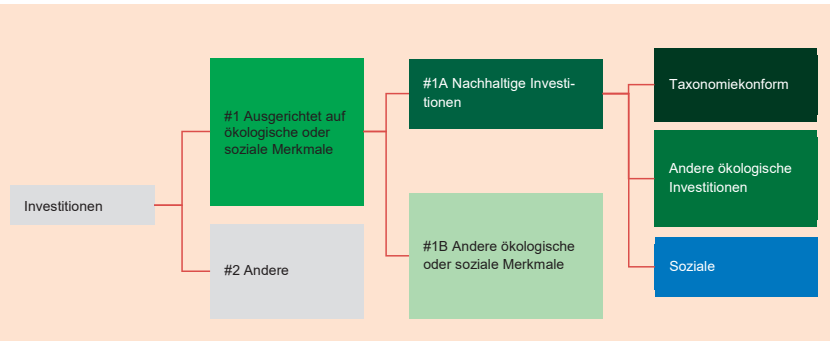 Investitionen
#1 Ausgerichtet auf
ökologische oder
soziale Merkmale
#2 Andere
#1A Nachhaltige Investi-
tionen
#1B Andere ökologische
oder soziale Merkmale
Taxonomiekonform
Andere ökologische
Investitionen
Soziale